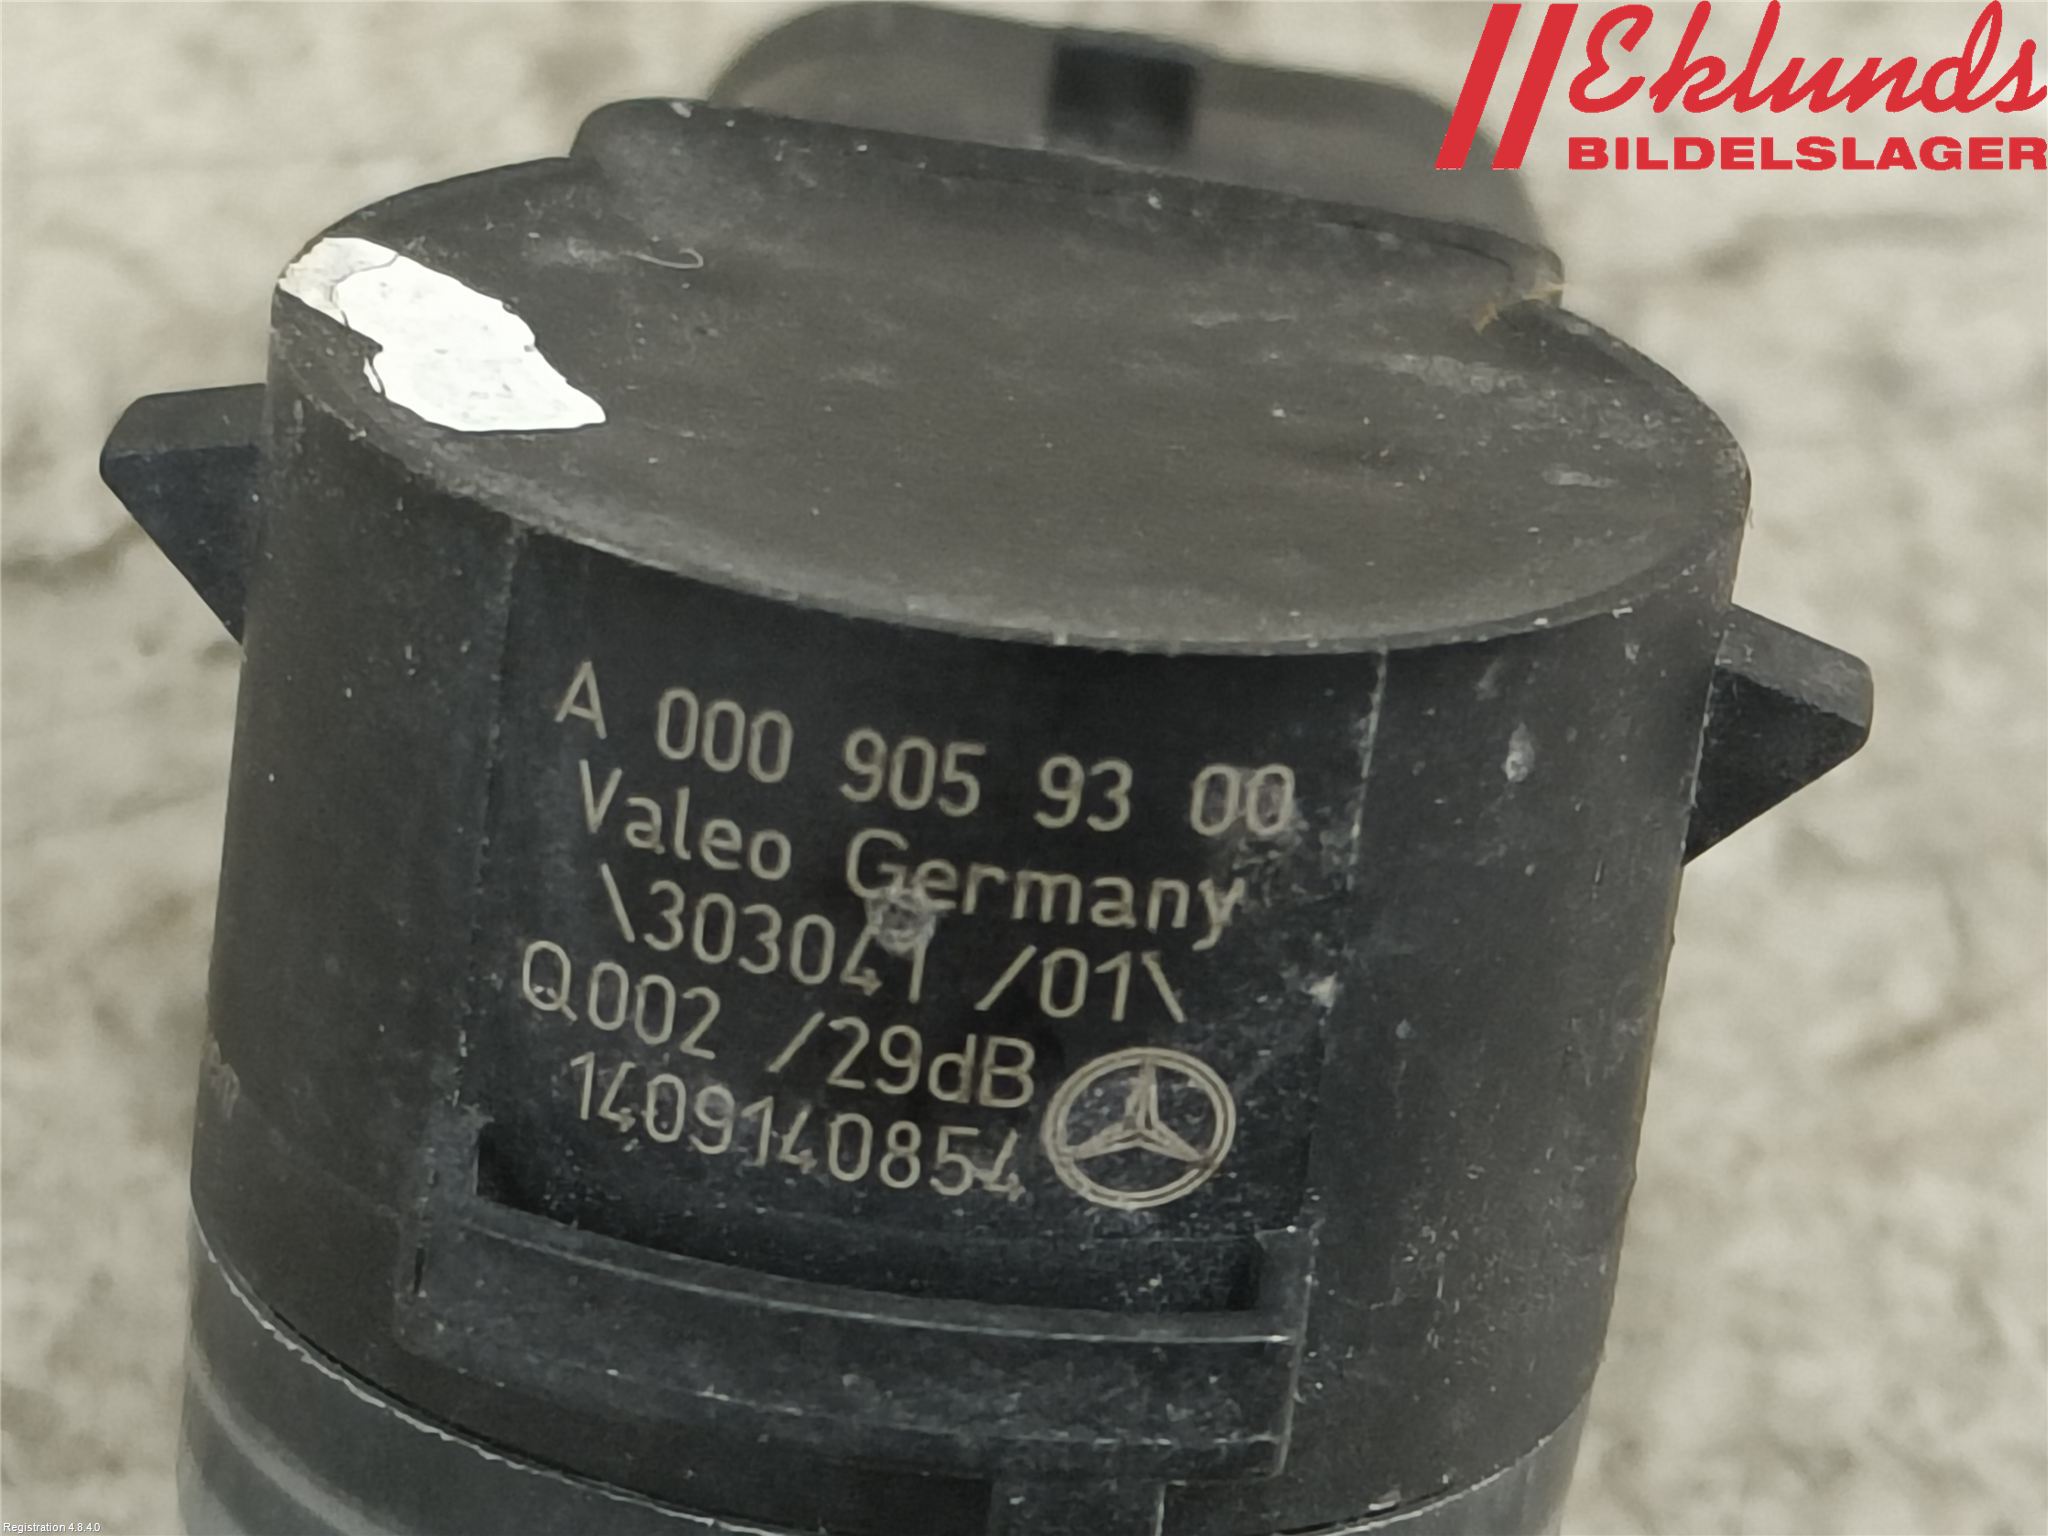 Eklunds
BILDELSLAGER
A 000 905 93 00
Valeo Germany
\303041 /01\
Q002 /29dB
1409140854
Registration 4.8.4.0